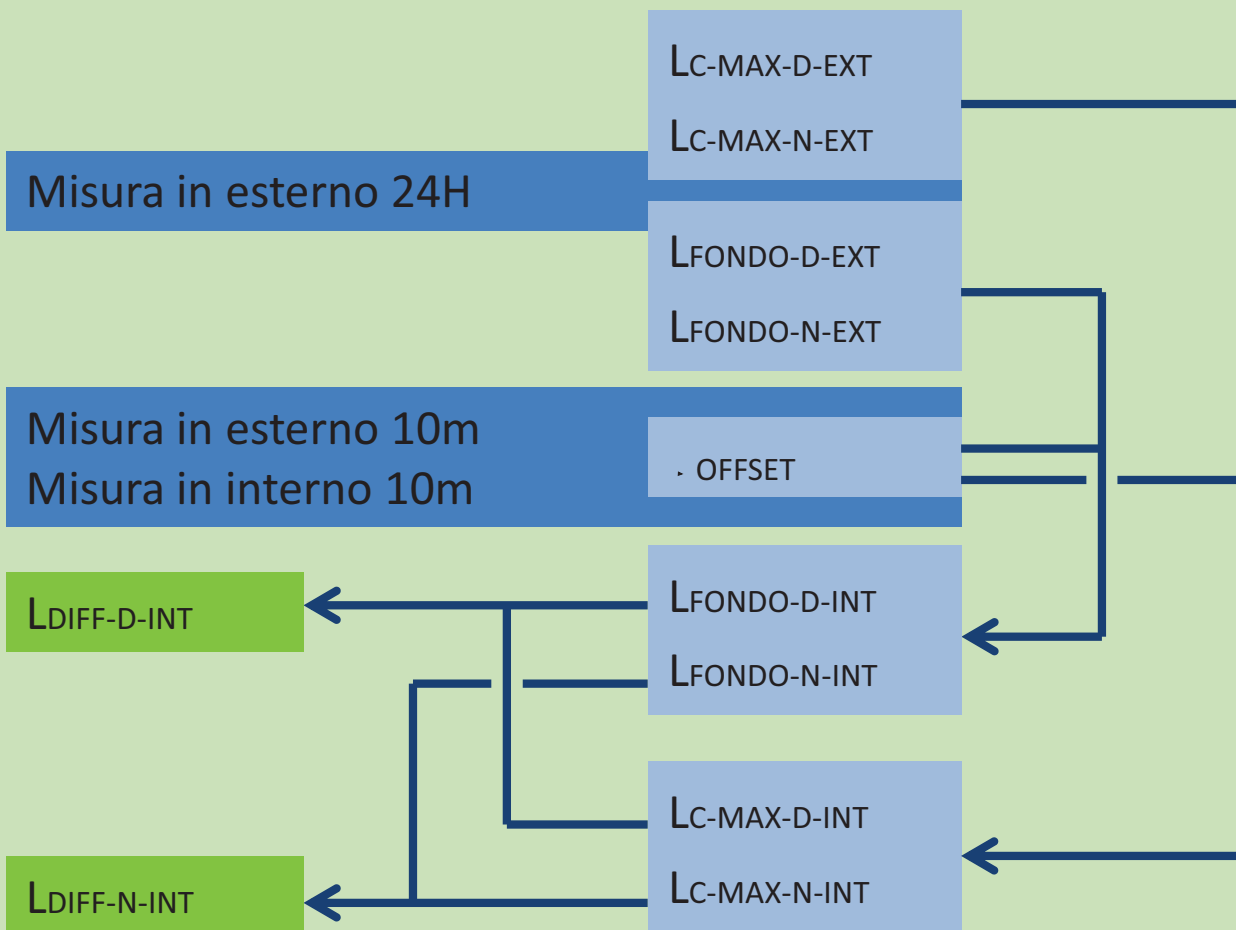 LC-MAX-D-EXT
LC-MAX-N-EXT
Misura in esterno 24H
LFONDO-D-EXT
LFONDO-N-EXT
Misura in esterno 10m
Misura in interno 10m
‣ OFFSET
LDIFF-D-INT
LFONDO-D-INT
LFONDO-N-INT
LC-MAX-D-INT
LDIFF-N-INT
LC-MAX-N-INT